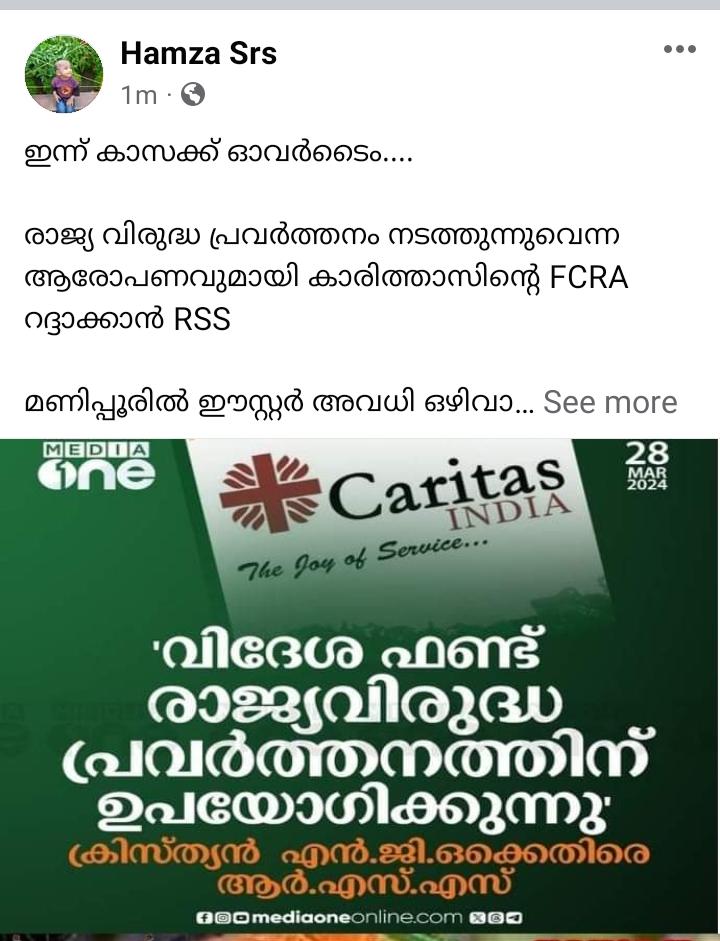 Hamza Srs
1m ·
ഇന്ന് കാസക്ക് ഓവർടൈം....
രാജ്യ വിരുദ്ധ പ്രവർത്തനം നടത്തുന്നുവെന്ന
ആരോപണവുമായി കാരിത്താസിന്റെ FCRA
റദ്ദാക്കാൻ RSS
മണിപ്പൂരിൽ ഈസ്റ്റർ അവധി ഒഴിവാ... See more
MEDIA
one
Caritas
INDIA
The Joy of Service...
28
MAR
2024
'വിദേശ ഫണ്ട്
രാജ്യവിരുദ്ധ
പ്രവർത്തനത്തിന്
ഉപയോഗിക്കുന്നു'
ക്രിസ്ത്യൻ എൻ.ജി.ഒക്കെതിരെ
ആർ.എസ്.എസ്
mediaoneonline.com